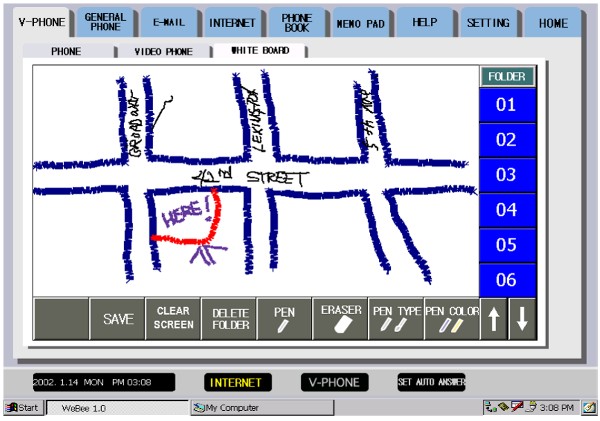 V-PHONE GENERAL PHONE E-MAIL INTERNET PHONE BOOK MEMO PAD HELP SETTING HOME
PHONE VIDEO PHONE WHITE BOARD
BROADWAY LEXINGTON 5th AVE
FOLDER
01
02
03
04
05
06
42nd STREET
HERE!
SAVE CLEAR SCREEN DELETE FOLDER PEN ERASER PEN TYPE PEN COLOR
2002. 1.14 MON PM 03:08 INTERNET V-PHONE SET AUTO ANSWER
Start WeBee 1.0 My Computer 3:08 PM